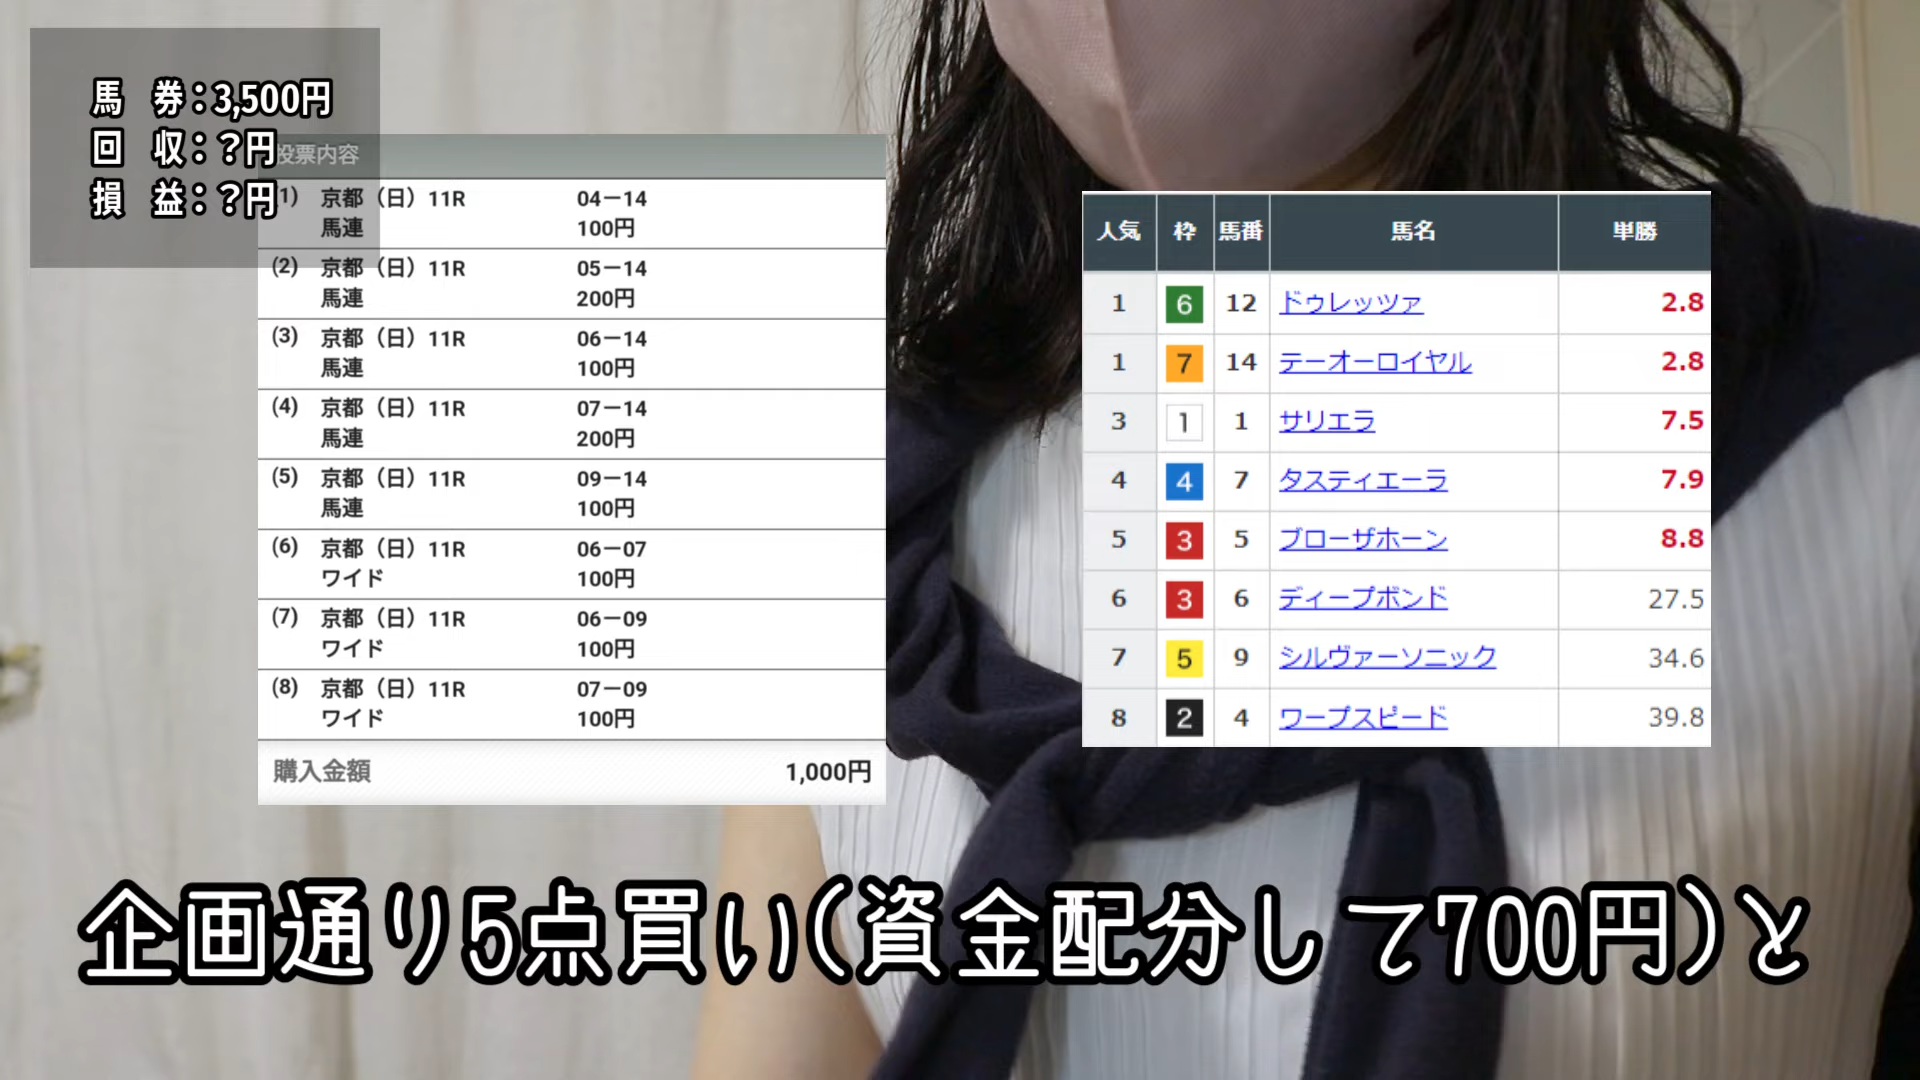 馬 券：3,500円
回 収：？円
損 益：？円
投票内容
(1) 京都（日）11R 04－14
馬連 100円
(2) 京都（日）11R 05－14
馬連 200円
(3) 京都（日）11R 06－14
馬連 100円
(4) 京都（日）11R 07－14
馬連 200円
(5) 京都（日）11R 09－14
馬連 100円
(6) 京都（日）11R 06－07
ワイド 100円
(7) 京都（日）11R 06－09
ワイド 100円
(8) 京都（日）11R 07－09
ワイド 100円
購入金額 1,000円
人気 枠 馬番 馬名 単勝
1 6 12 ドゥレッツァ 2.8
1 7 14 テーオーロイヤル 2.8
3 1 1 サリエラ 7.5
4 4 7 タスティエーラ 7.9
5 3 5 ブローザホーン 8.8
6 3 6 ディープボンド 27.5
7 5 9 シルヴァーソニック 34.6
8 2 4 ワープスピード 39.8
企画通り5点買い（資金配分して700円）と